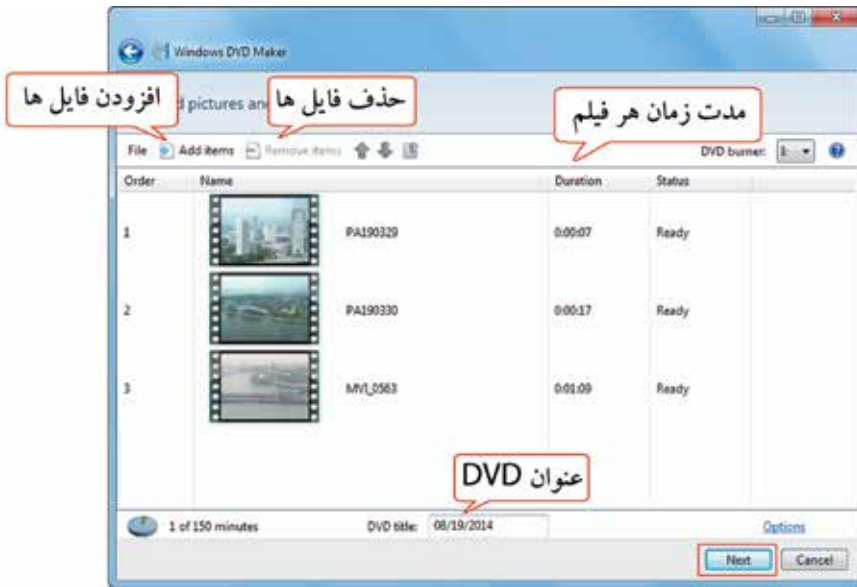 Windows DVD Maker
افزودن فایل ها
pictures and
حذف فایل ها
مدت زمان هر فیلم
File Add items Remove items DVD burner:
Order Name Duration Status
1 PA190329 0:00:07 Ready
2 PA190330 0:00:17 Ready
3 MVI_0563 0:01:09 Ready
عنوان DVD
1 of 150 minutes DVD title: 08/19/2014 Options
Next Cancel